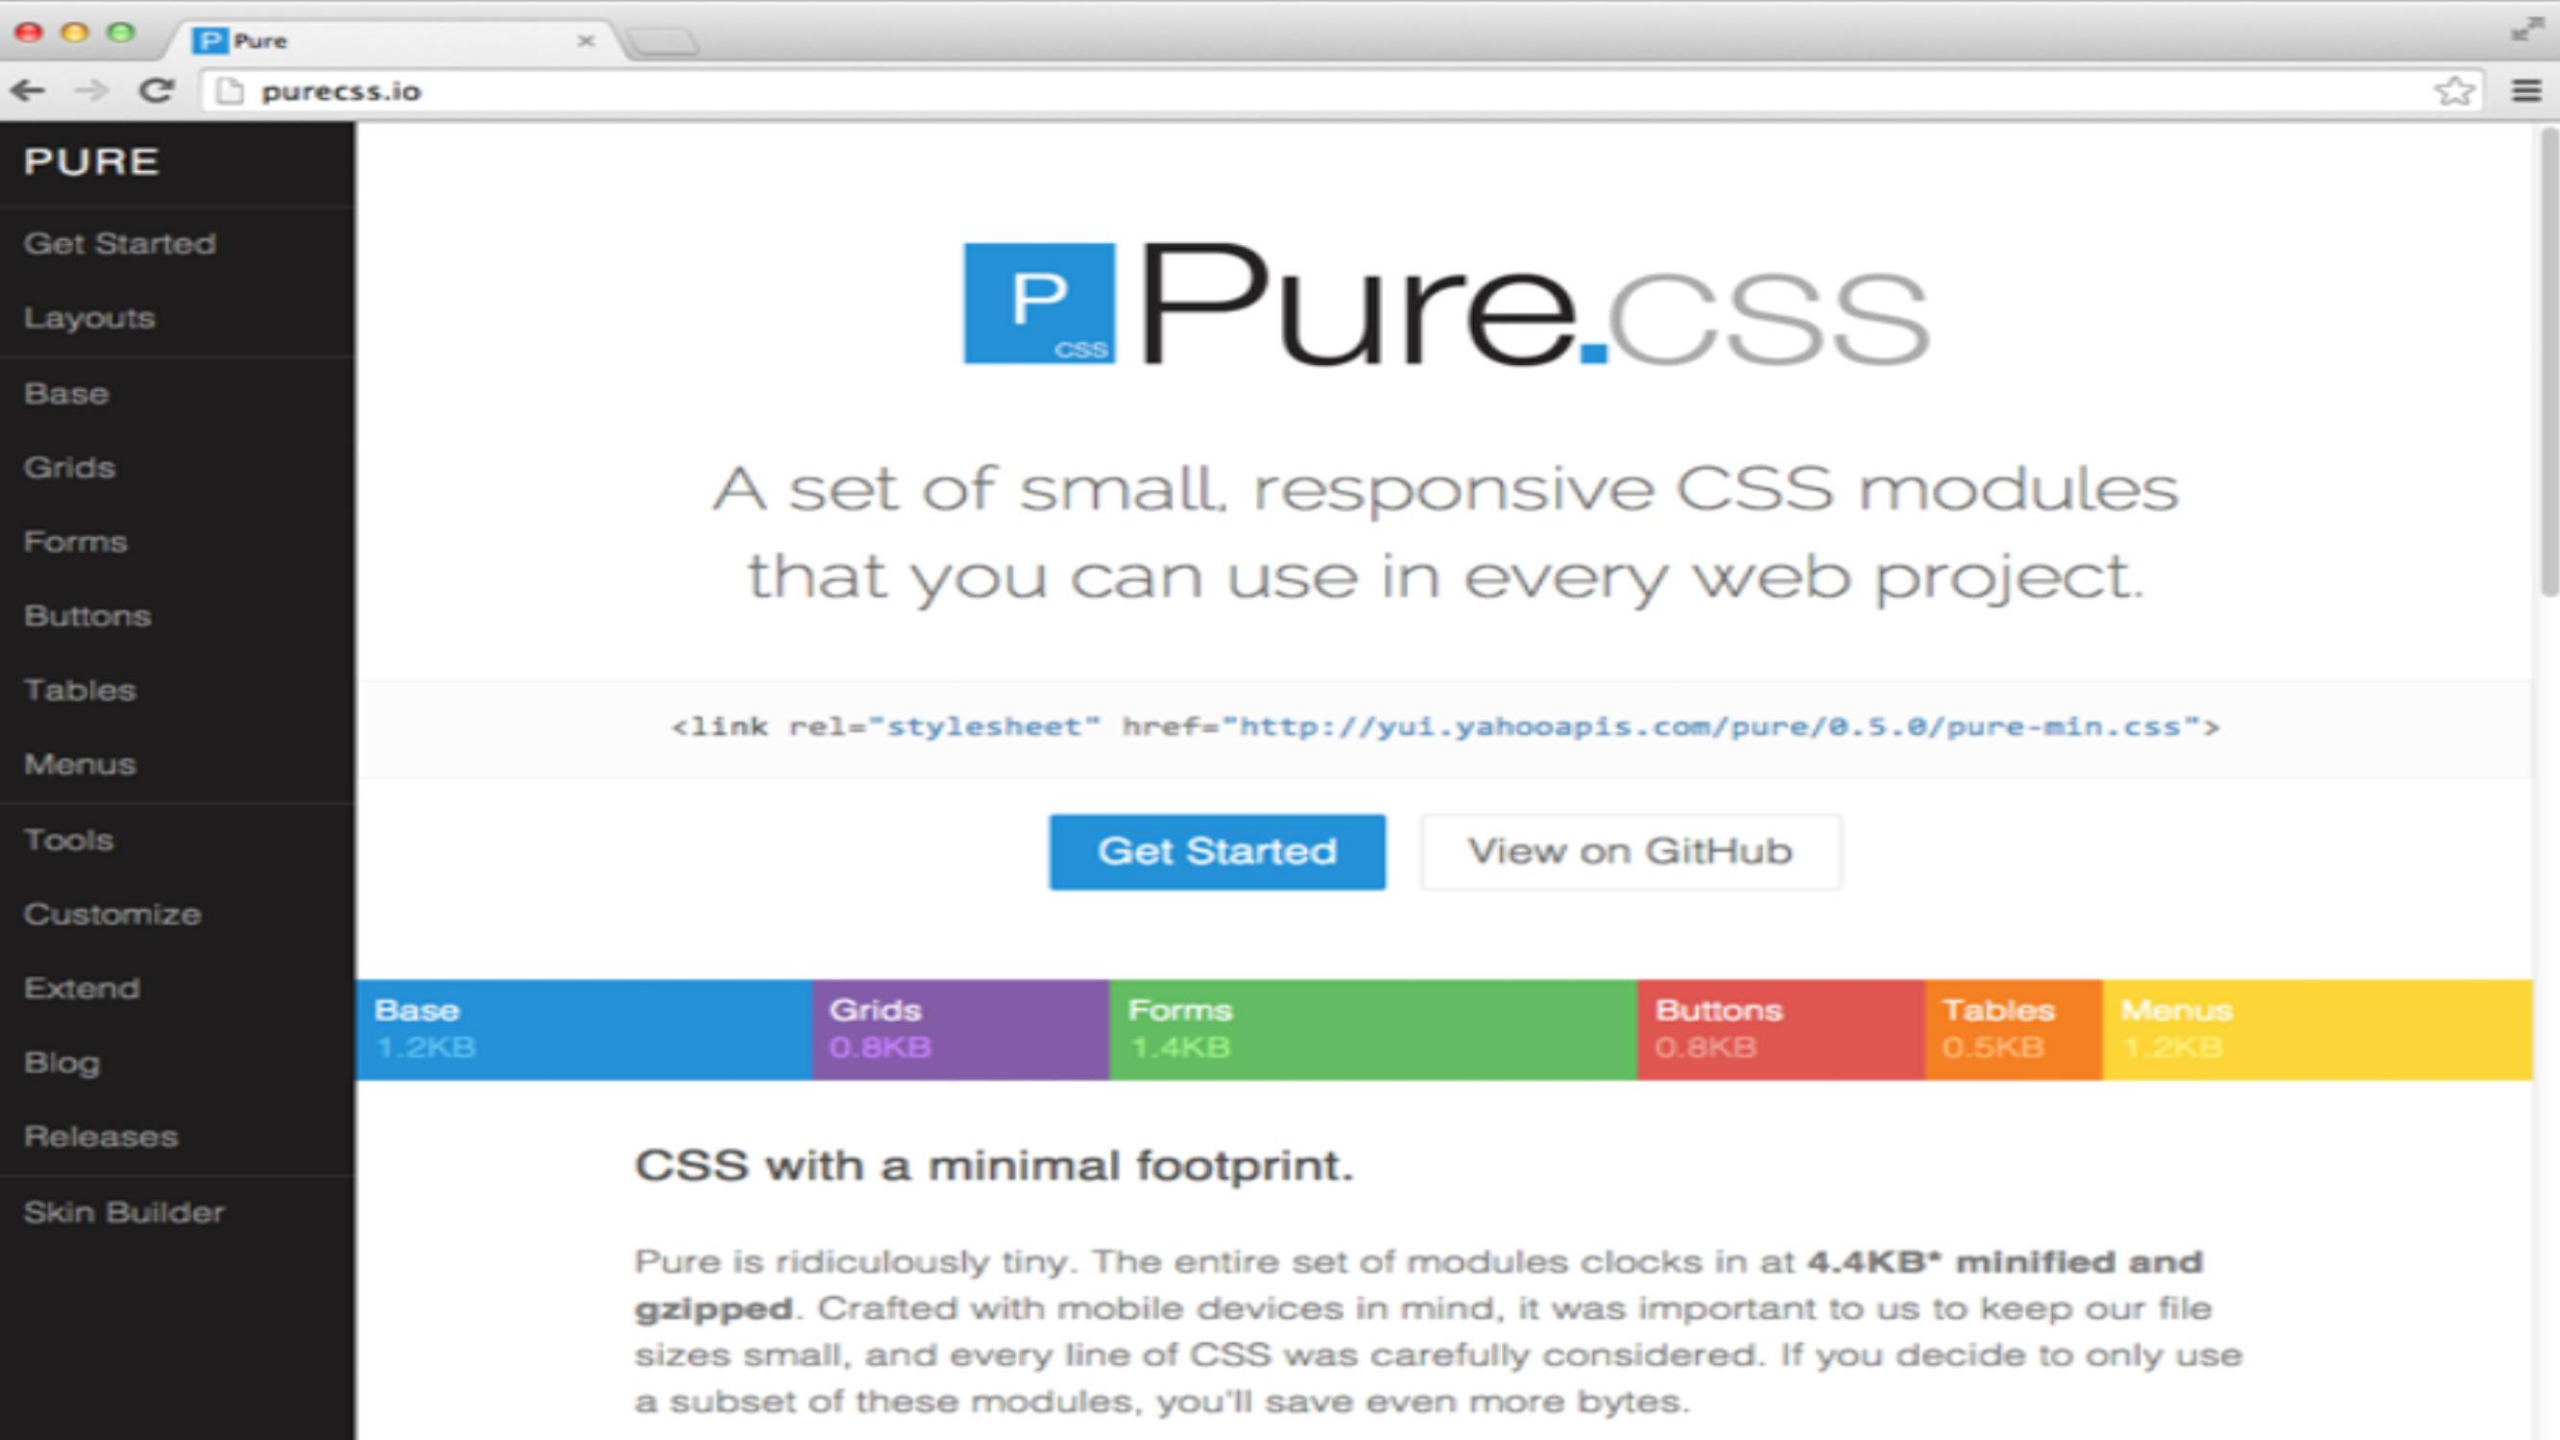 Pure
purecss.io
PURE
Get Started
Layouts
Base
Grids
Forms
Buttons
Tables
Menus
Tools
Customize
Extend
Blog
Releases
Skin Builder
P CSS Pure.css
A set of small, responsive CSS modules
that you can use in every web project.
<link rel="stylesheet" href="http://yui.yahooapis.com/pure/0.5.0/pure-min.css">
Get Started View on GitHub
Base Grids Forms Buttons Tables Menus
1.2KB 0.8KB 1.4KB 0.8KB 0.5KB 1.2KB
CSS with a minimal footprint.
Pure is ridiculously tiny. The entire set of modules clocks in at 4.4KB* minified and
gzipped. Crafted with mobile devices in mind, it was important to us to keep our file
sizes small, and every line of CSS was carefully considered. If you decide to only use
a subset of these modules, you'll save even more bytes.